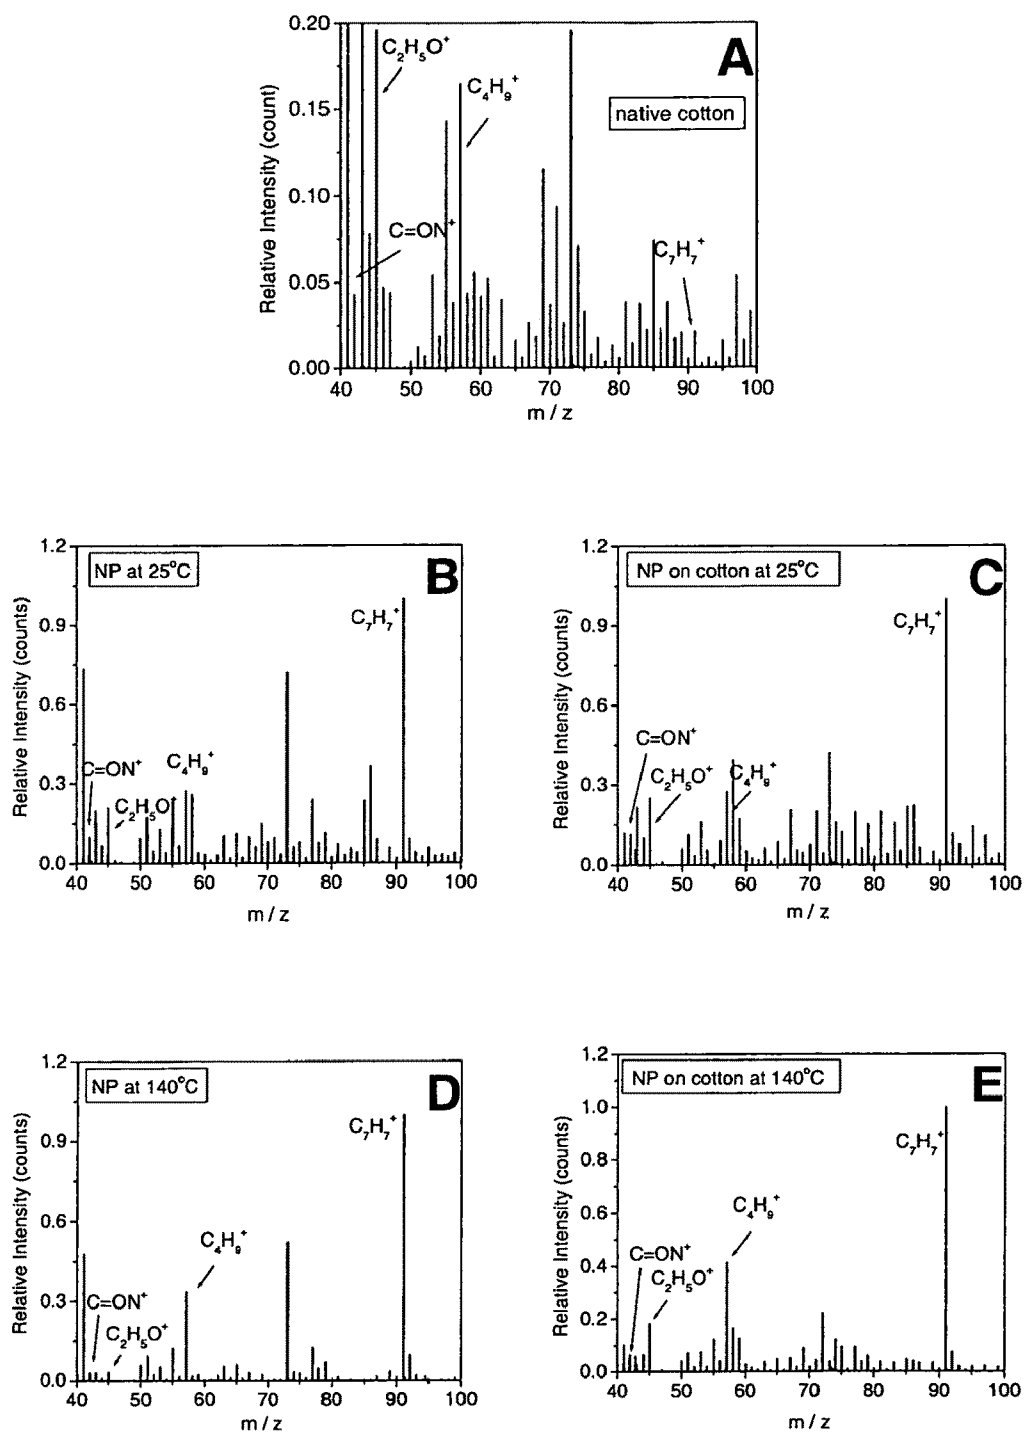 A
native cotton
C₂H₅O⁺
C₄H₉⁺
C=ON⁺
C₇H₇⁺
Relative Intensity (count)
0.20
0.15
0.10
0.05
0.00
40 50 60 70 80 90 100
m / z
B
NP at 25°C
C₇H₇⁺
C=ON⁺
C₄H₉⁺
C₂H₅O⁺
Relative Intensity (counts)
1.2
0.9
0.6
0.3
0.0
40 50 60 70 80 90 100
m / z
C
NP on cotton at 25°C
C₇H₇⁺
C=ON⁺
C₂H₅O⁺
C₄H₉⁺
Relative Intensity (counts)
1.2
0.9
0.6
0.3
0.0
40 50 60 70 80 90 100
m / z
D
NP at 140°C
C₇H₇⁺
C₄H₉⁺
C=ON⁺
C₂H₅O⁺
Relative Intensity (counts)
1.2
0.9
0.6
0.3
0.0
40 50 60 70 80 90 100
m / z
E
NP on cotton at 140°C
C₇H₇⁺
C₄H₉⁺
C=ON⁺
C₂H₅O⁺
Relative Intensity (counts)
1.2
1.0
0.8
0.6
0.4
0.2
0.0
40 50 60 70 80 90 100
m / z